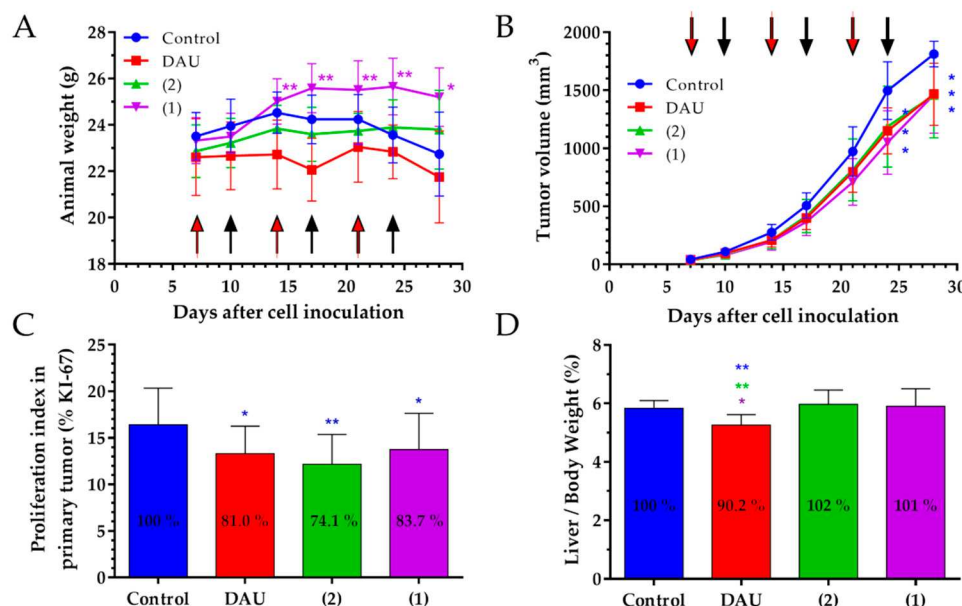 A
Control
DAU
(2)
(1)
Animal weight (g)
28
26
24
22
20
18
** ** ** ** *
0 5 10 15 20 25 30
Days after cell inoculation
B
Control
DAU
(2)
(1)
Tumor volume (mm3)
2000
1500
1000
500
0
* * *
* * *
0 5 10 15 20 25 30
Days after cell inoculation
C
Proliferation index in
primary tumor (% KI-67)
25
20
15
10
5
0
* ** *
100 % 81.0 % 74.1 % 83.7 %
Control DAU (2) (1)
D
Liver / Body Weight (%)
8
6
4
2
0
**
**
*
100 % 90.2 % 102 % 101 %
Control DAU (2) (1)